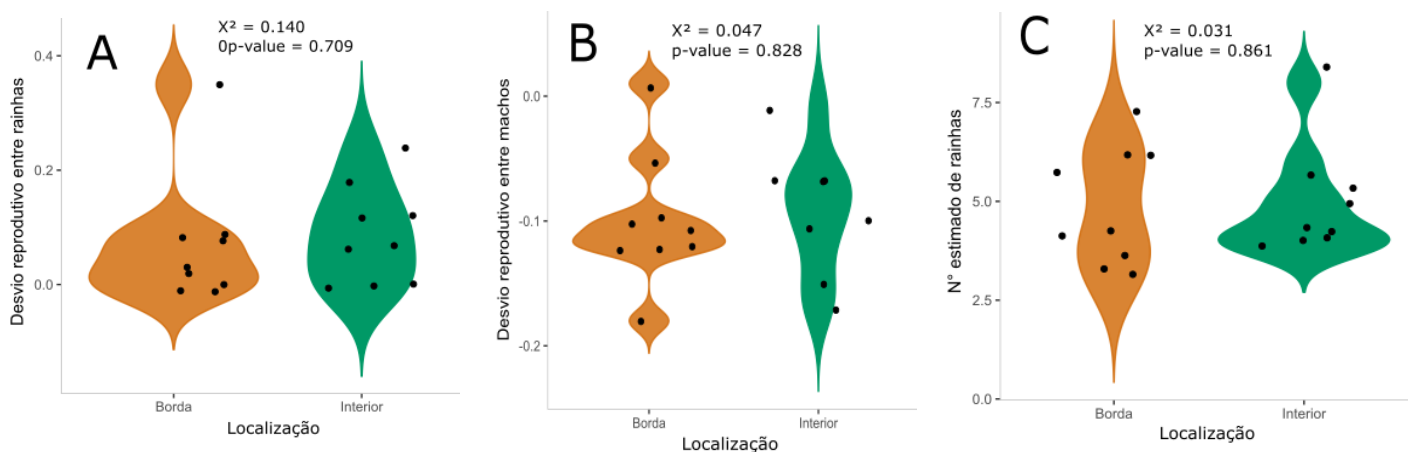 A
X² = 0.140
0p-value = 0.709
Desvio reprodutivo entre rainhas
0.4
0.2
0.0
Borda
Interior
Localização
B
X² = 0.047
p-value = 0.828
Desvio reprodutivo entre machos
0.0
-0.1
-0.2
Borda
Interior
Localização
C
X² = 0.031
p-value = 0.861
N° estimado de rainhas
7.5
5.0
2.5
0.0
Borda
Interior
Localização